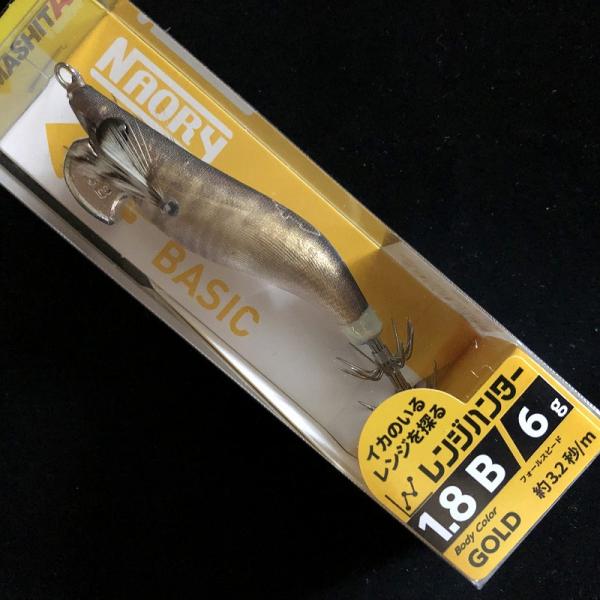 MASHITA
NAORY
BASIC
イカのいる
レンジを探る
レンジハンター
1.8 B / 6 g
フォールスピード
約3.2秒/m
Body Color
GOLD